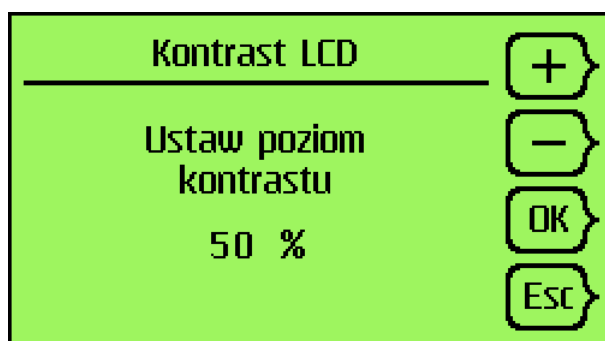 Kontrast LCD
Ustaw poziom
kontrastu
50 %
+
−
OK
Esc